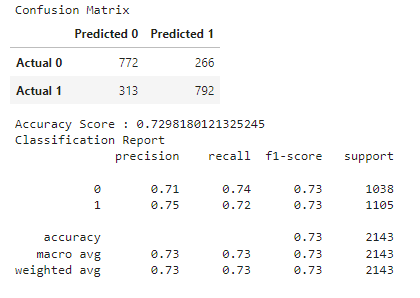 Confusion Matrix
Predicted 0 Predicted 1
Actual 0 772 266
Actual 1 313 792
Accuracy Score : 0.7298180121325245
Classification Report
precision recall f1-score support
0 0.71 0.74 0.73 1038
1 0.75 0.72 0.73 1105
accuracy 0.73 2143
macro avg 0.73 0.73 0.73 2143
weighted avg 0.73 0.73 0.73 2143